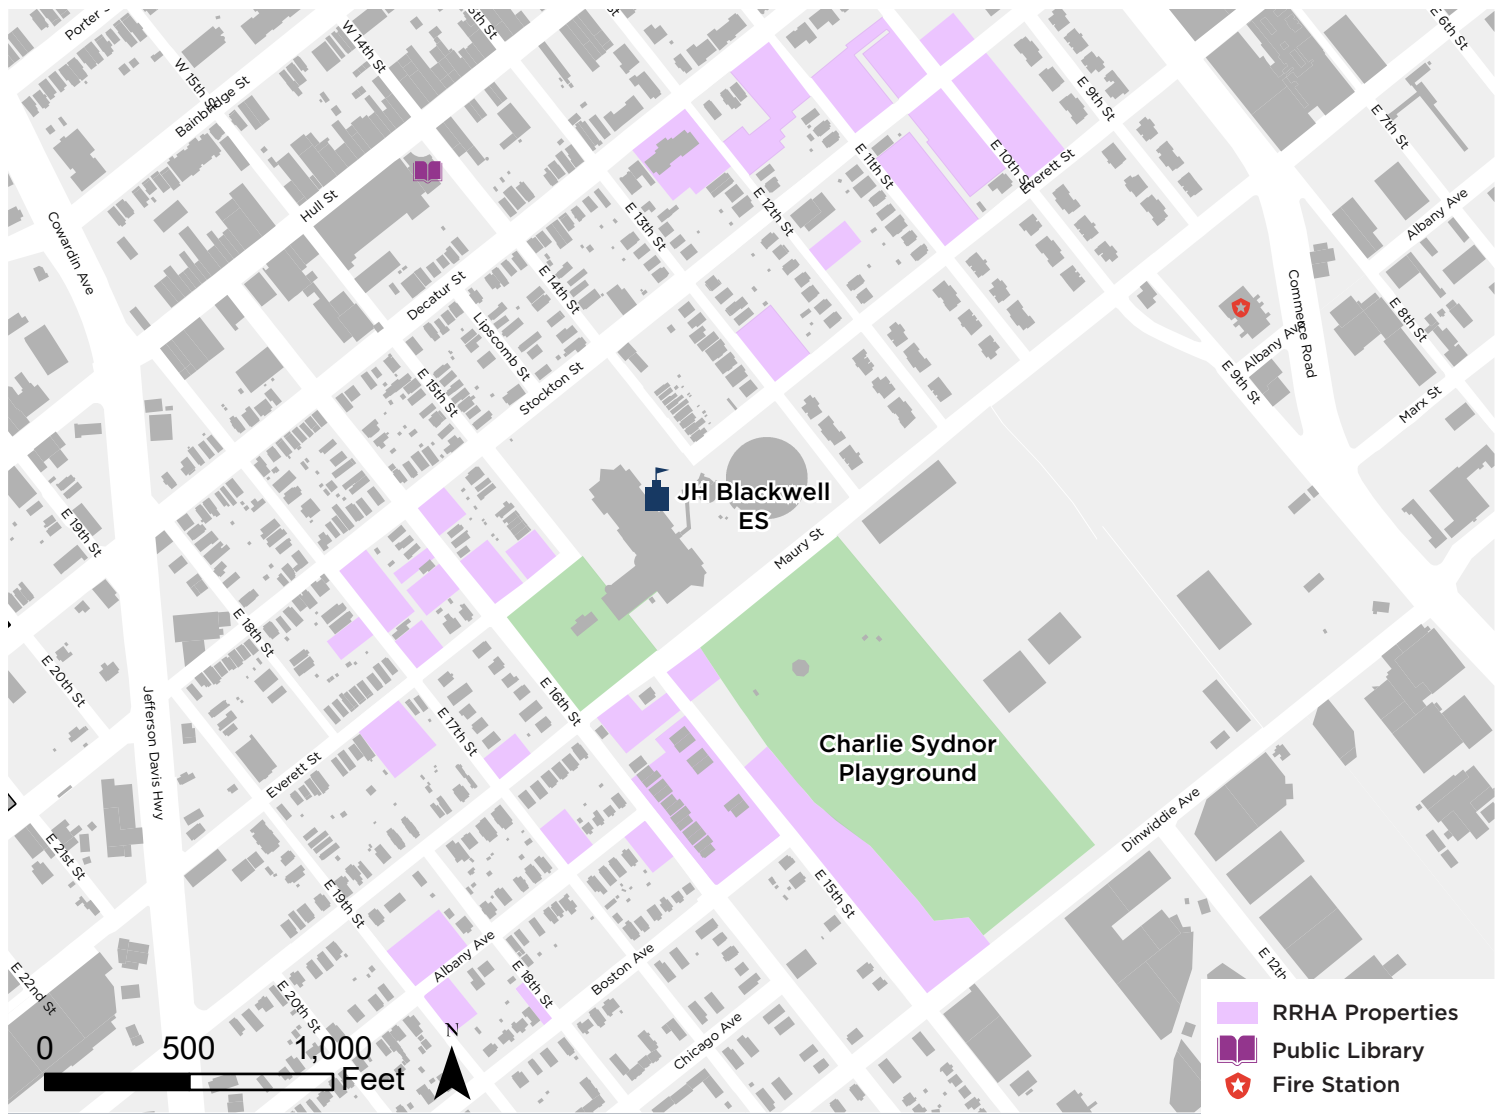 Porter S
W 15th S
Bainbridge St
W 14th St
5th St
St
E 6th St
E 7th St
E 9th St
Cowardin Ave
Hull St
Decatur St
E 14th St
E 13th St
E 12th St
E 11th St
E 10th St
Everett St
Albany Ave
E 8th St
Commerce Road
Albany Ave
E 9th St
Marx St
Lipscomb St
E 15th St
Stockton St
JH Blackwell
ES
Maury St
E 19th St
E 18th St
E 20th St
Jefferson Davis Hwy
E 16th St
E 17th St
Everett St
Charlie Sydnor
Playground
Dinwiddie Ave
E 21st St
E 19th St
E 15th St
Albany Ave
E 18th St
Boston Ave
E 22nd St
E 20th St
Chicago Ave
E 12th
0 500 1,000
Feet
N
RRHA Properties
Public Library
Fire Station